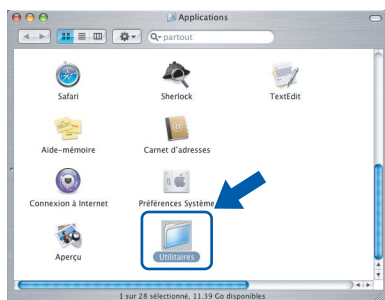 Applications
partout
Safari
Sherlock
TextEdit
Aide-mémoire
Carnet d'adresses
Connexion à Internet
Préférences Système
Aperçu
Utilitaires
1 sur 28 sélectionné, 11.39 Go disponibles